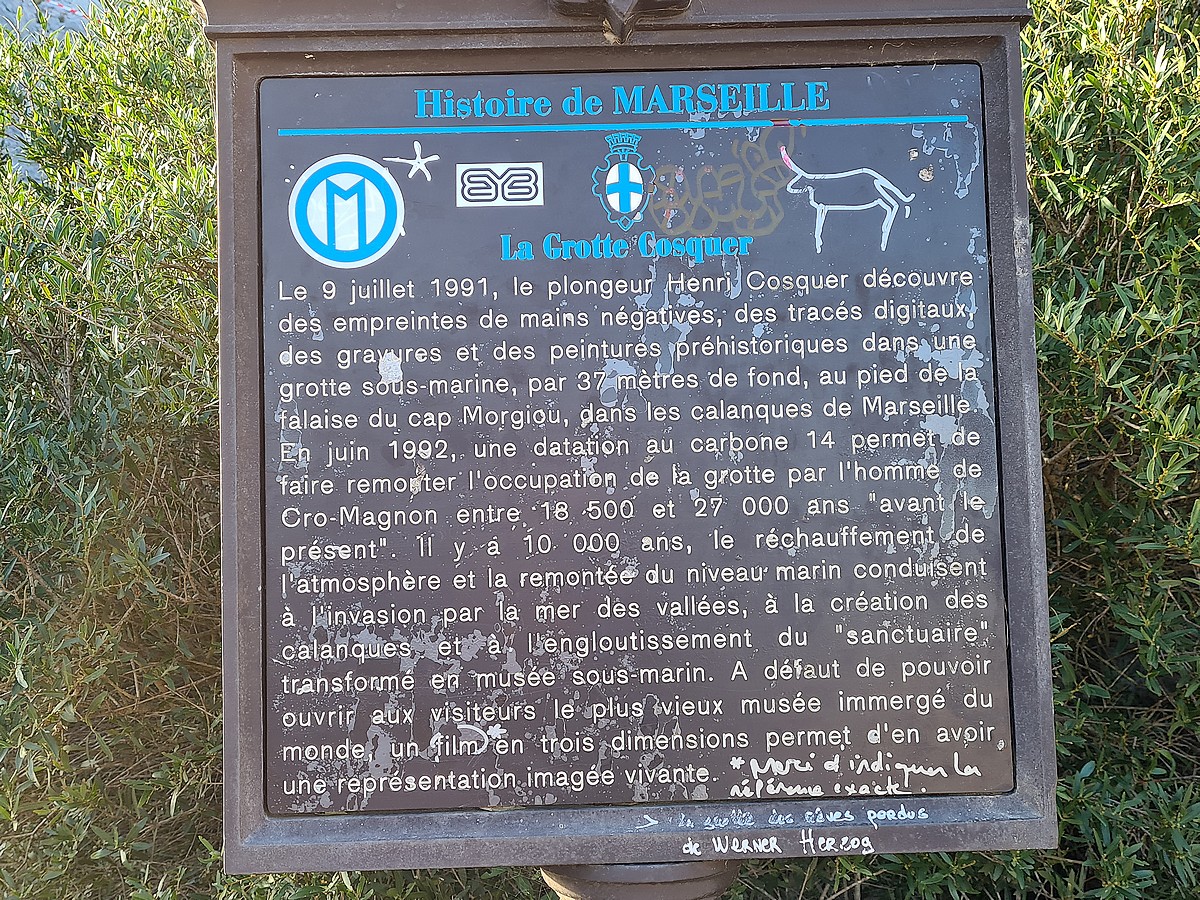 Histoire de MARSEILLE
M
La Grotte Cosquer
Le 9 juillet 1991, le plongeur Henri Cosquer découvre
des empreintes de mains négatives, des tracés digitaux,
des gravures et des peintures préhistoriques dans une
grotte sous-marine, par 37 mètres de fond, au pied de la
falaise du cap Morgiou, dans les calanques de Marseille.
En juin 1992, une datation au carbone 14 permet de
faire remonter l'occupation de la grotte par l'homme de
Cro-Magnon entre 18 500 et 27 000 ans "avant le
présent". Il y a 10 000 ans, le réchauffement de
l'atmosphère et la remontée du niveau marin conduisent
à l'invasion par la mer des vallées, à la création des
calanques et à l'engloutissement du "sanctuaire"
transformé en musée sous-marin. A défaut de pouvoir
ouvrir aux visiteurs le plus vieux musée immergé du
monde, un film * en trois dimensions permet d'en avoir
une représentation imagée vivante.
* Merci d'indiquer la
référence exacte.
> la grotte des rêves perdus
de Werner Herzog